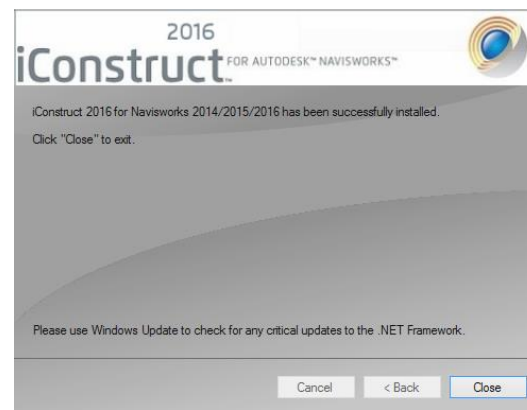 2016
iConstruct™ FOR AUTODESK™ NAVISWORKS™
iConstruct 2016 for Navisworks 2014/2015/2016 has been successfully installed.
Click "Close" to exit.
Please use Windows Update to check for any critical updates to the .NET Framework.
Cancel < Back Close